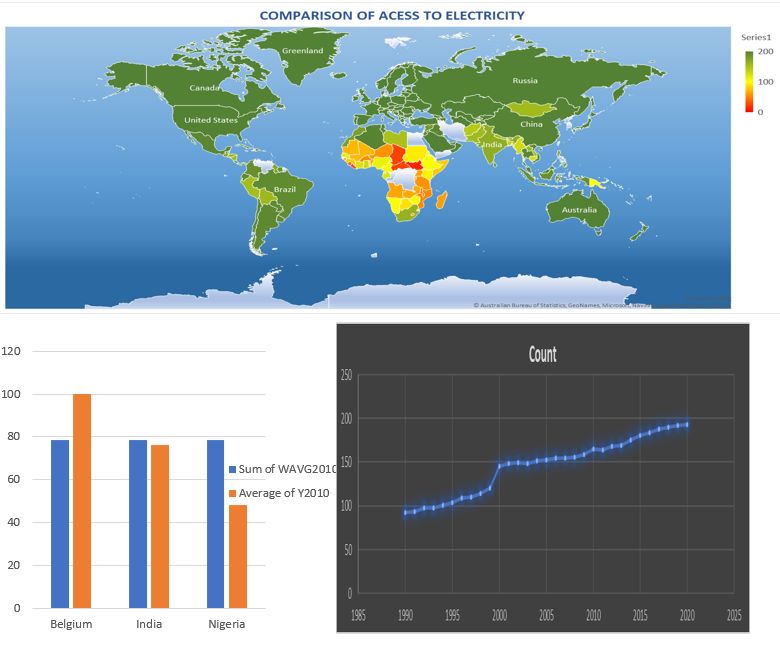 COMPARISON OF ACESS TO ELECTRICITY
Series1
200
100
0
Greenland
Canada
Russia
United States
China
India
Brazil
Australia
© Australian Bureau of Statistics, GeoNames, Microsoft, Navinfo
120
100
80
60
40
20
0
Belgium India Nigeria
Sum of WAVG2010
Average of Y2010
Count
250
200
150
100
50
0
1985 1990 1995 2000 2005 2010 2015 2020 2025